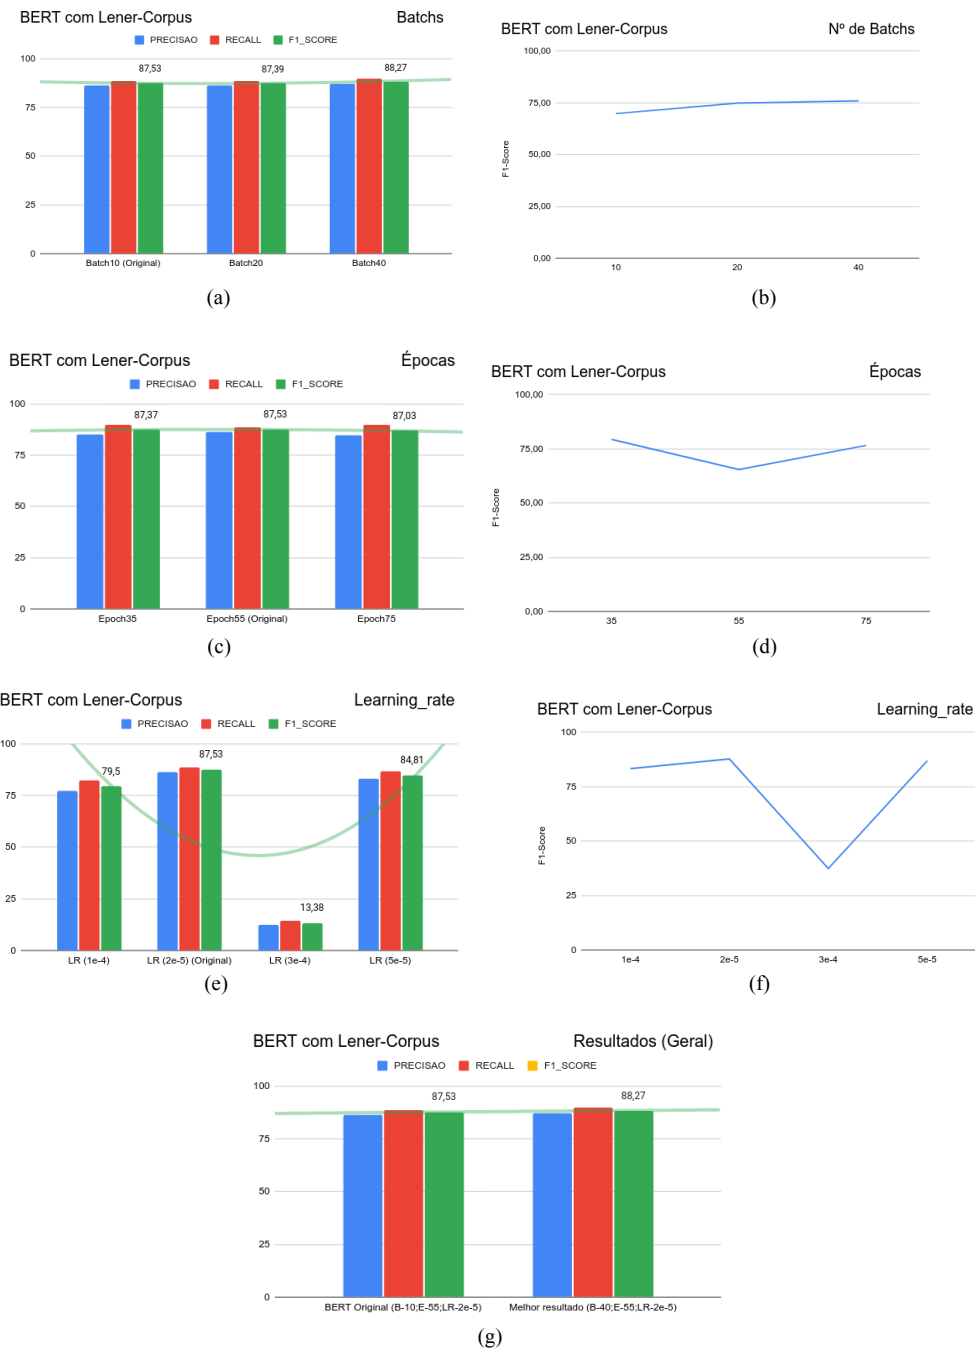 BERT com Lener-Corpus Batchs
PRECISAO RECALL F1_SCORE
100
75
50
25
0
87,53
87,39
88,27
Batch10 (Original) Batch20 Batch40
(a)
BERT com Lener-Corpus Nº de Batchs
F1-Score
100,00
75,00
50,00
25,00
0,00
10 20 40
(b)
BERT com Lener-Corpus Épocas
PRECISAO RECALL F1_SCORE
100
75
50
25
0
87,37
87,53
87,03
Epoch35 Epoch55 (Original) Epoch75
(c)
BERT com Lener-Corpus Épocas
F1-Score
100,00
75,00
50,00
25,00
0,00
35 55 75
(d)
BERT com Lener-Corpus Learning_rate
PRECISAO RECALL F1_SCORE
100
75
50
25
0
79,5
87,53
13,38
84,81
LR (1e-4) LR (2e-5) (Original) LR (3e-4) LR (5e-5)
(e)
BERT com Lener-Corpus Learning_rate
F1-Score
100
75
50
25
0
1e-4 2e-5 3e-4 5e-5
(f)
BERT com Lener-Corpus Resultados (Geral)
PRECISAO RECALL F1_SCORE
100
75
50
25
0
87,53
88,27
BERT Original (B-10;E-55;LR-2e-5) Melhor resultado (B-40;E-55;LR-2e-5)
(g)